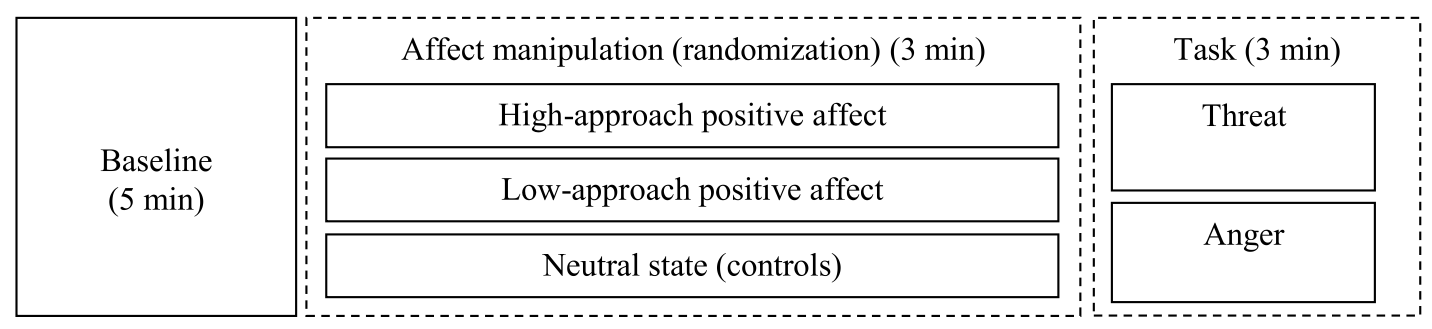 Baseline
(5 min)
Affect manipulation (randomization) (3 min)
High-approach positive affect
Low-approach positive affect
Neutral state (controls)
Task (3 min)
Threat
Anger